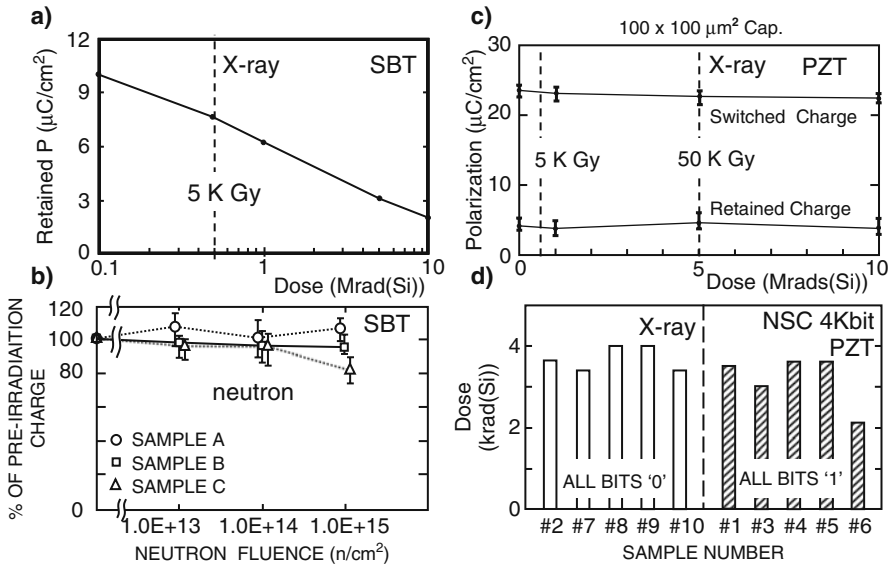 a)
12
9
6
3
0
Retained P (μC/cm²)
X-ray
SBT
5 K Gy
0.1
1
10
Dose (Mrad(Si))
b)
120
100
80
0
% OF PRE-IRRADIAITION
CHARGE
SBT
neutron
SAMPLE A
SAMPLE B
SAMPLE C
1.0E+13
1.0E+14
1.0E+15
NEUTRON FLUENCE (n/cm²)
c)
100 x 100 μm² Cap.
30
20
10
0
Polarization (μC/cm²)
X-ray
PZT
Switched Charge
5 K Gy
50 K Gy
Retained Charge
0
5
10
Dose (Mrads(Si))
d)
4
2
0
Dose
(krad(Si))
X-ray
NSC 4Kbit
PZT
ALL BITS ‘0’
ALL BITS ‘1’
#2 #7 #8 #9 #10 #1 #3 #4 #5 #6
SAMPLE NUMBER